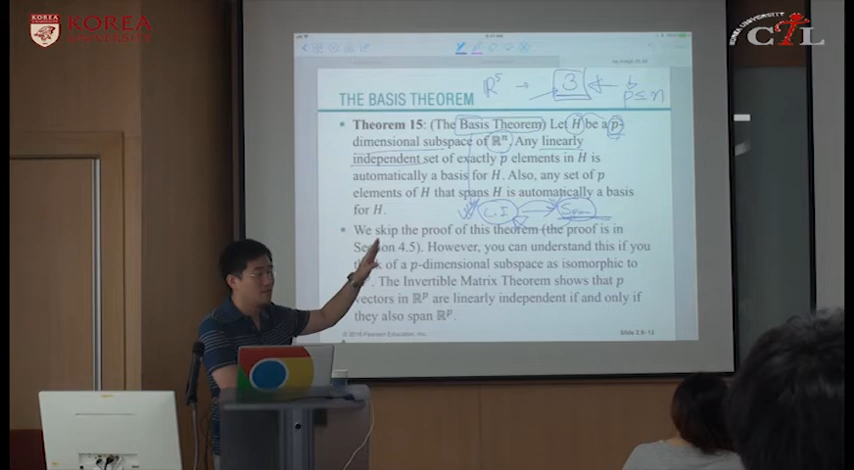 KOREA
UNIVERSITY
KOREA UNIVERSITY
CTL
ℝ⁵ → 3 ←
p ≤ n
THE BASIS THEOREM
• Theorem 15: (The Basis Theorem) Let H be a p-
dimensional subspace of ℝⁿ. Any linearly
independent set of exactly p elements in H is
automatically a basis for H. Also, any set of p
elements of H that spans H is automatically a basis
for H.
L.I → Span
• We skip the proof of this theorem (the proof is in
Section 4.5). However, you can understand this if you
of a p-dimensional subspace as isomorphic to
The Invertible Matrix Theorem shows that p
vectors in ℝᵖ are linearly independent if and only if
they also span ℝᵖ.
© 2016 Pearson Education, Inc.
Slide 2.9-12